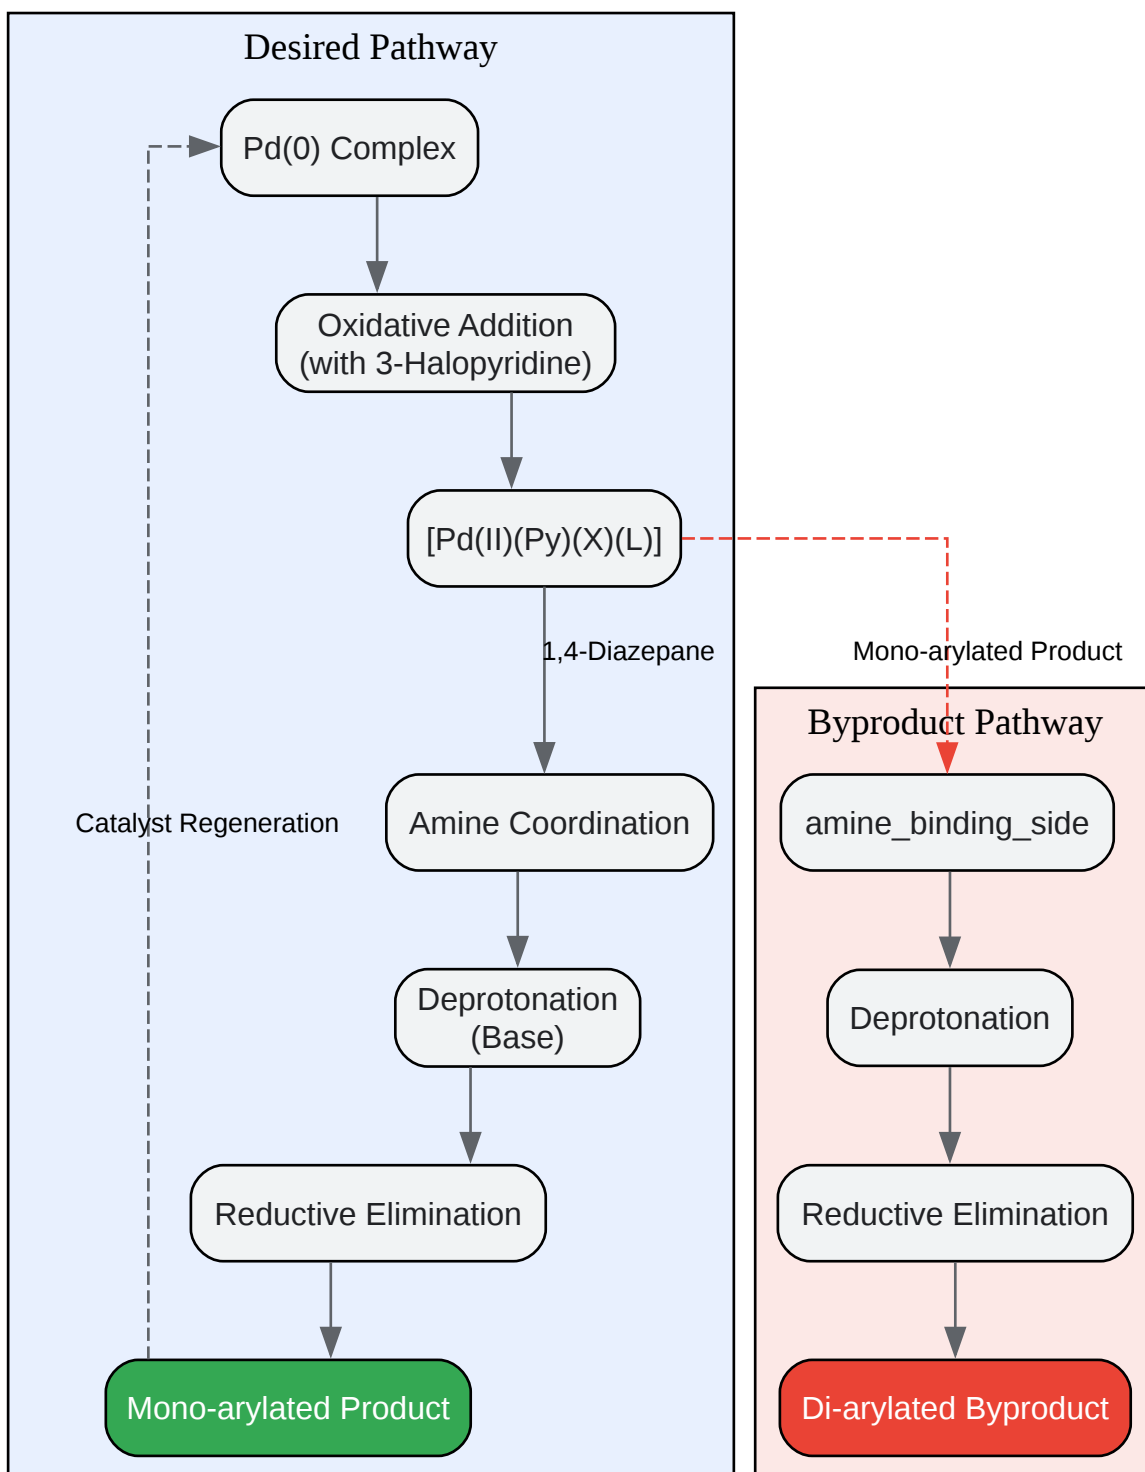 Desired Pathway
Pd(0) Complex
Oxidative Addition
(with 3-Halopyridine)
[Pd(II)(Py)(X)(L)]
1,4-Diazepane
Mono-arylated Product
Byproduct Pathway
Catalyst Regeneration
Amine Coordination
amine_binding_side
Deprotonation
(Base)
Deprotonation
Reductive Elimination
Reductive Elimination
Mono-arylated Product
Di-arylated Byproduct